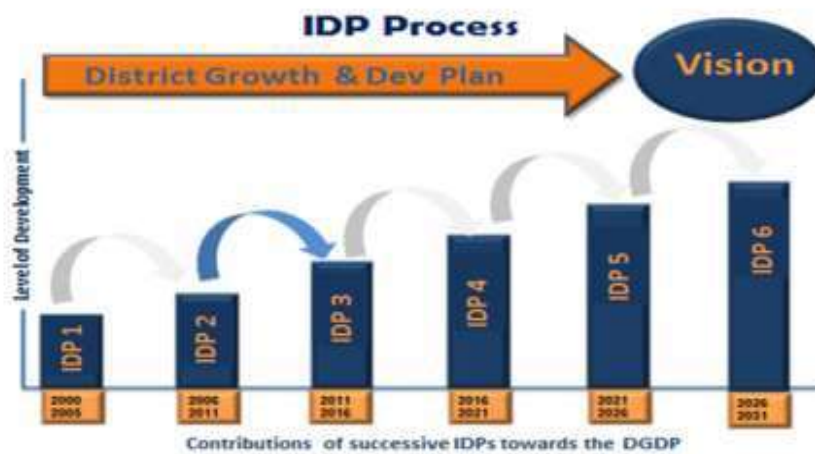 IDP Process
District Growth & Dev Plan
Vision
Level of Development
IDP 1
IDP 2
IDP 3
IDP 4
IDP 5
IDP 6
2000
2005
2006
2011
2011
2016
2016
2021
2021
2026
2026
2031
Contributions of successive IDPs towards the DGDP